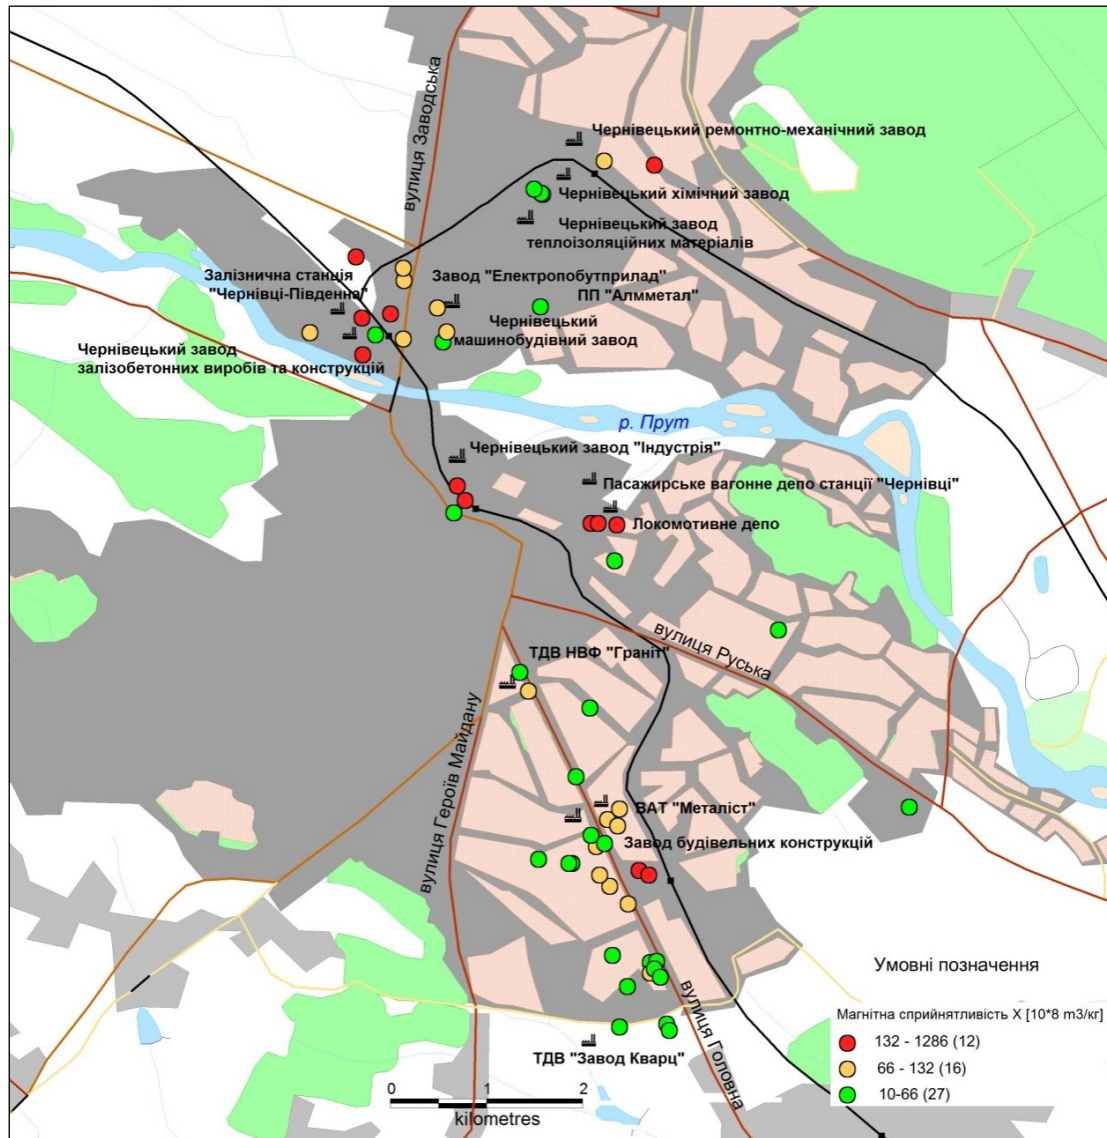 вулиця Заводська
Чернівецький ремонтно-механічний завод
Чернівецький хімічний завод
Чернівецький завод
теплоізоляційних матеріалів
Залізнична станція
"Чернівці-Південна"
Завод "Електропобутприлад"
ПП "Алмметал"
Чернівецький
машинобудівний завод
Чернівецький завод
залізобетонних виробів та конструкцій
р. Прут
Чернівецький завод "Індустрія"
Пасажирське вагонне депо станції "Чернівці"
Локомотивне депо
вулиця Руська
ТДВ НВФ "Граніт"
вулиця Героїв Майдану
ВАТ "Металіст"
Завод будівельних конструкцій
вулиця Головна
ТДВ "Завод Кварц"
0 1 2
kilometres
Умовні позначення
Магнітна сприйнятливість X [10*8 m3/кг]
132 - 1286 (12)
66 - 132 (16)
10-66 (27)